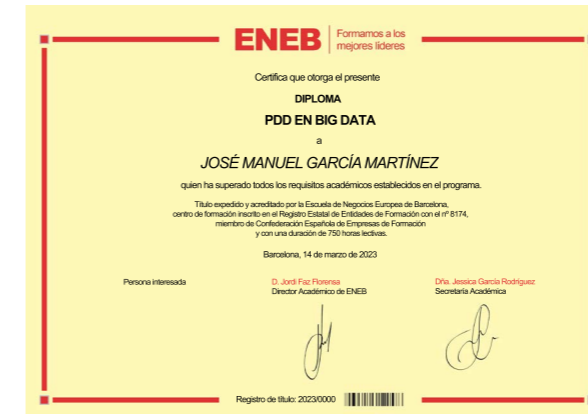 ENEB
Formamos a los
mejores líderes
Certifica que otorga el presente
DIPLOMA
PDD EN BIG DATA
a
JOSÉ MANUEL GARCÍA MARTÍNEZ
quien ha superado todos los requisitos académicos establecidos en el programa.
Título expedido y acreditado por la Escuela de Negocios Europea de Barcelona,
centro de formación inscrito en el Registro Estatal de Entidades de Formación con el nº 8174,
miembro de Confederación Española de Empresas de Formación
y con una duración de 750 horas lectivas.
Barcelona, 14 de marzo de 2023
Persona interesada
D. Jordi Faz Florensa
Director Académico de ENEB
Dña. Jessica García Rodríguez
Secretaría Académica
Registro de título: 2023/0000